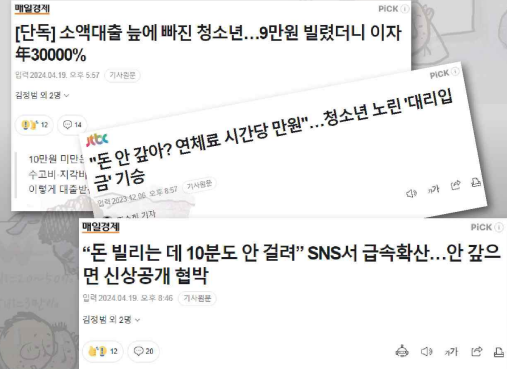 매일경제
PiCK
[단독] 소액대출 늪에 빠진 청소년…9만원 빌렸더니 이자
年30000%
입력 2024.04.19. 오후 5:57 기사원문
김정범 외 2명
12 14
10만원 미만
수고비·지각비
이렇게 대출받
jtbc
PiCK
"돈 안 갚아? 연체료 시간당 만원"…청소년 노린 '대리입
금' 기승
입력 2023.12.06. 오후 8:57 기사원문
기자
가가
매일경제
PiCK
“돈 빌리는 데 10분도 안 걸려” SNS서 급속확산…안 갚으
면 신상공개 협박
입력 2024.04.19. 오후 8:46 기사원문
김정범 외 2명
12 20
가가